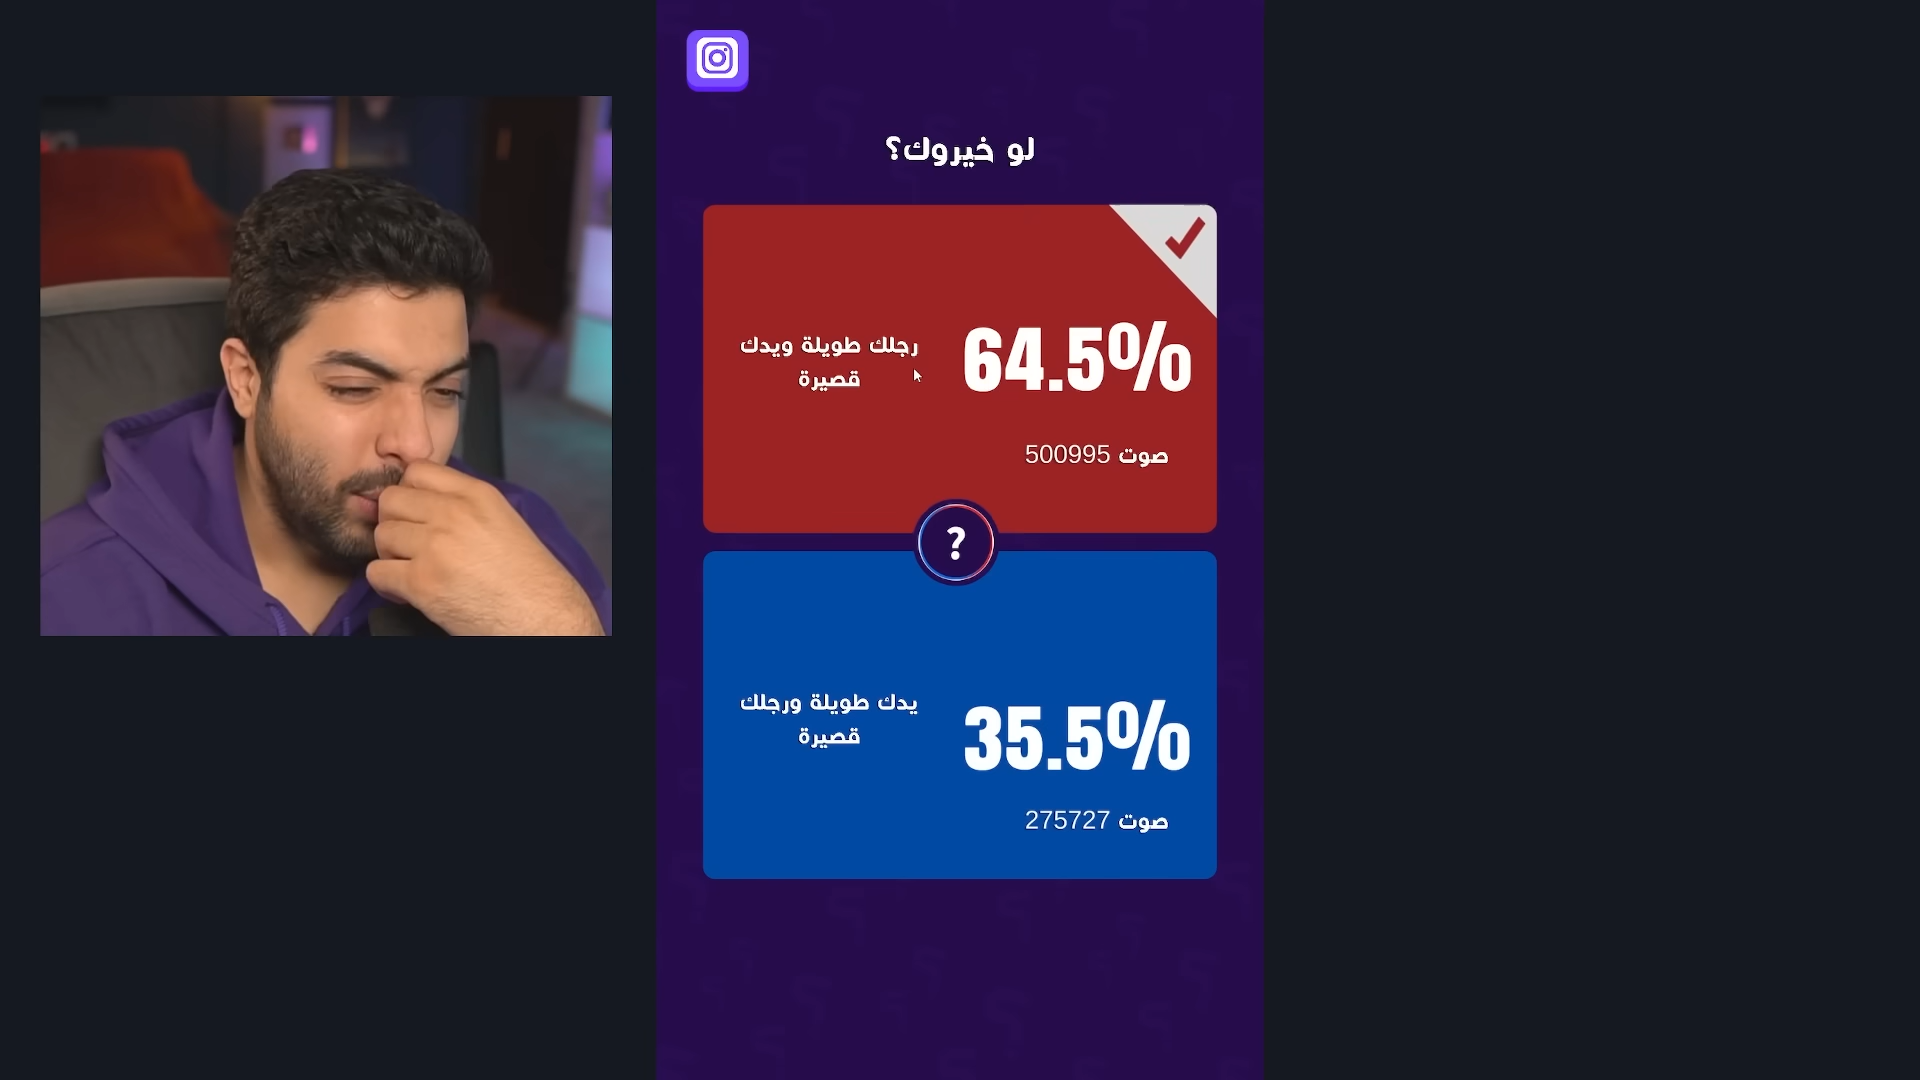 لو خيروك؟
رجلك طويلة ويدك
قصيرة
64.5%
500995 صوت
?
يدك طويلة ورجلك
قصيرة
35.5%
275727 صوت